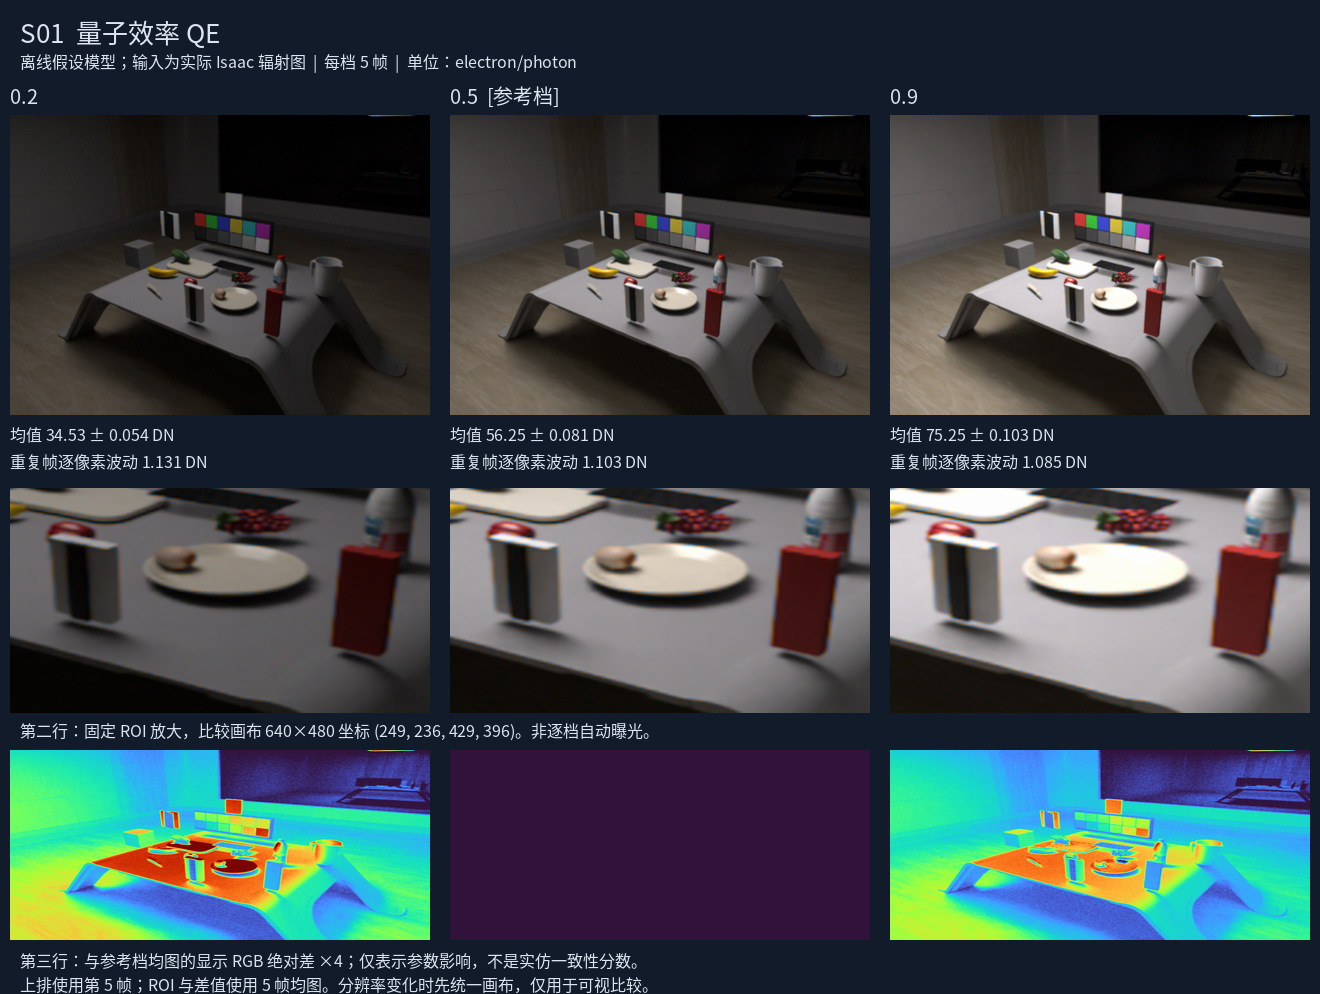 S01 量子效率 QE
离线假设模型；输入为实际 Isaac 辐射图 | 每档 5 帧 | 单位：electron/photon
0.2
0.5 [参考档]
0.9
均值 34.53 ± 0.054 DN
均值 56.25 ± 0.081 DN
均值 75.25 ± 0.103 DN
重复帧逐像素波动 1.131 DN
重复帧逐像素波动 1.103 DN
重复帧逐像素波动 1.085 DN
第二行：固定 ROI 放大，比较画布 640×480 坐标 (249, 236, 429, 396)。非逐档自动曝光。
第三行：与参考档均图的显示 RGB 绝对差 ×4；仅表示参数影响，不是实仿一致性分数。
上排使用第 5 帧；ROI 与差值使用 5 帧均图。分辨率变化时先统一画布，仅用于可视比较。